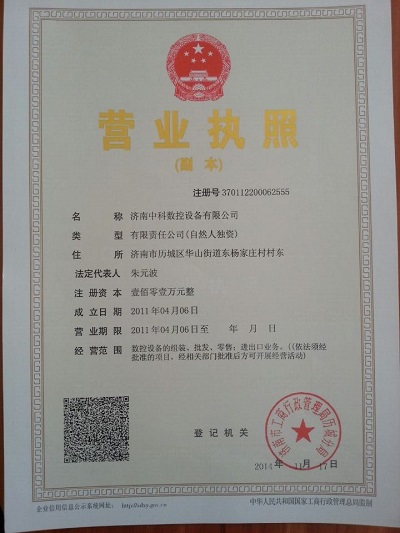 营业执照
(副本)
注册号 370112200062555
名 称 济南中科数控设备有限公司
类 型 有限责任公司(自然人独资)
住 所 济南市历城区华山街道东杨家庄村村东
法定代表人 朱元波
注册资本 壹佰零壹万元整
成立日期 2011年04月06日
营业期限 2011年04月06日至 年 月 日
经营范围 数控设备的组装、批发、零售；进出口业务。((依法须经
批准的项目，经相关部门批准后方可开展经营活动)
济南市工商行政管理局历城分局
登记机关
2014年 11月 17日
企业信用信息公示系统网址：
中华人民共和国国家工商行政管理总局监制